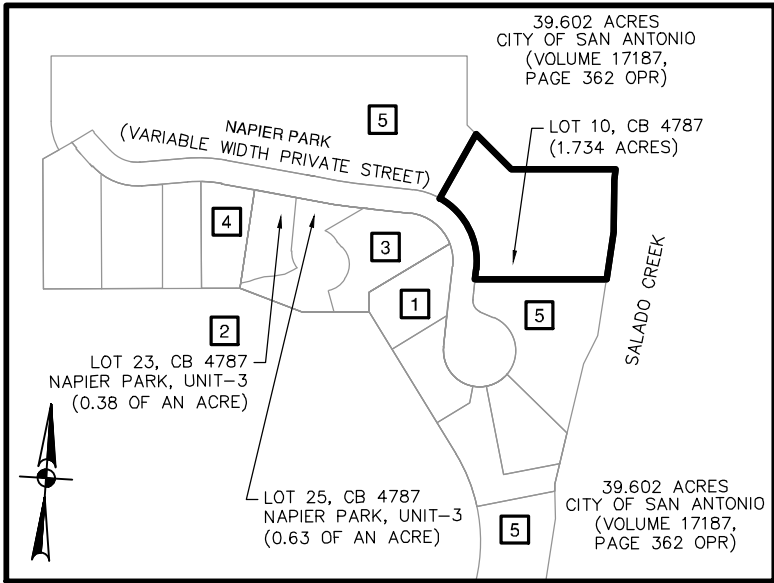 39.602 ACRES
CITY OF SAN ANTONIO
(VOLUME 17187,
PAGE 362 OPR)
5
NAPIER PARK
(VARIABLE WIDTH PRIVATE STREET)
LOT 10, CB 4787
(1.734 ACRES)
4
3
1
5
SALADO CREEK
2
LOT 23, CB 4787
NAPIER PARK, UNIT-3
(0.38 OF AN ACRE)
LOT 25, CB 4787
NAPIER PARK, UNIT-3
(0.63 OF AN ACRE)
39.602 ACRES
CITY OF SAN ANTONIO
(VOLUME 17187,
PAGE 362 OPR)
5